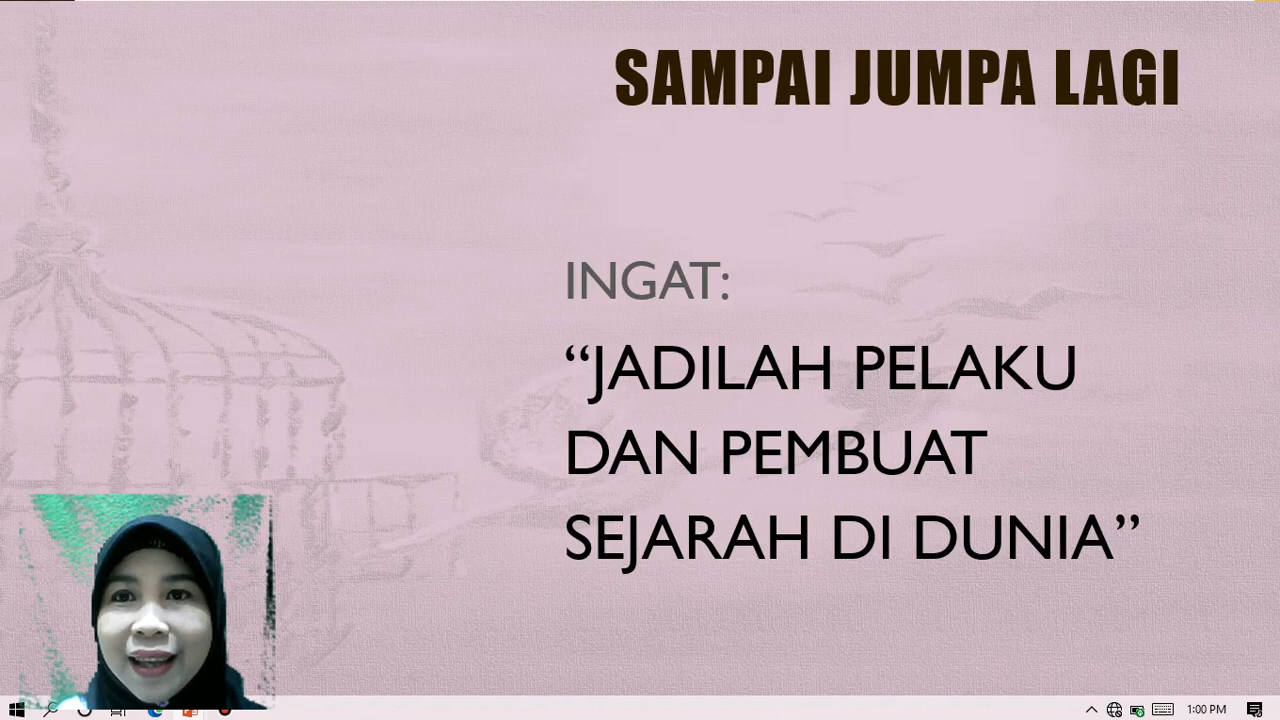 SAMPAI JUMPA LAGI
INGAT:
“JADILAH PELAKU
DAN PEMBUAT
SEJARAH DI DUNIA”
1:00 PM